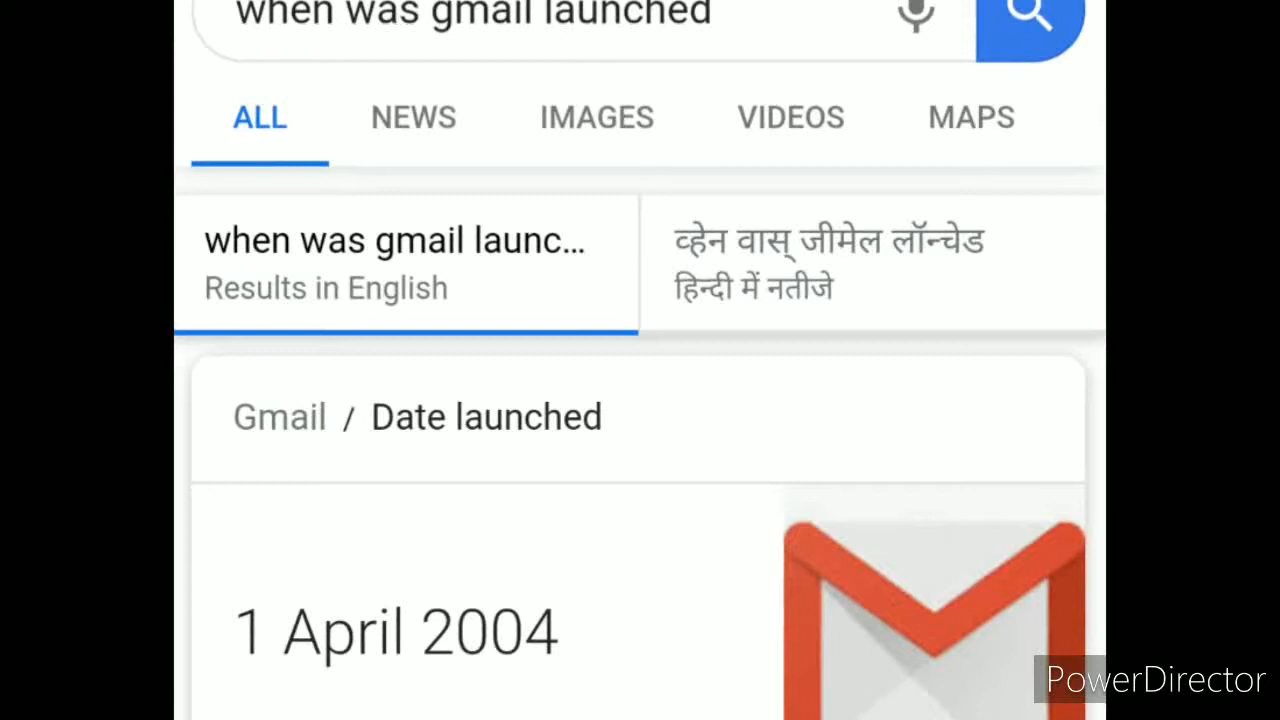 when was gmail launched
ALL NEWS IMAGES VIDEOS MAPS
when was gmail launc...
Results in English
व्हेन वास् जीमेल लॉन्चेड
हिन्दी में नतीजे
Gmail / Date launched
1 April 2004
PowerDirector